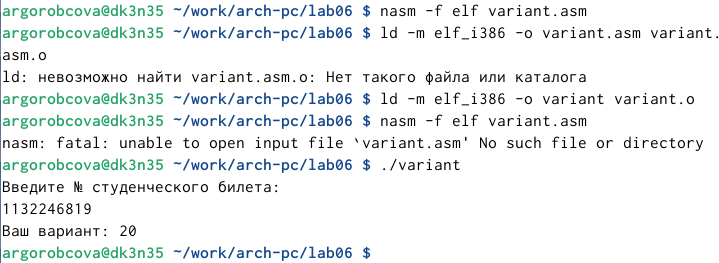 argorobcova@dk3n35 ~/work/arch-pc/lab06 $ nasm -f elf variant.asm
argorobcova@dk3n35 ~/work/arch-pc/lab06 $ ld -m elf_i386 -o variant.asm variant.
asm.o
ld: невозможно найти variant.asm.o: Нет такого файла или каталога
argorobcova@dk3n35 ~/work/arch-pc/lab06 $ ld -m elf_i386 -o variant variant.o
argorobcova@dk3n35 ~/work/arch-pc/lab06 $ nasm -f elf variant.asm
nasm: fatal: unable to open input file `variant.asm' No such file or directory
argorobcova@dk3n35 ~/work/arch-pc/lab06 $ ./variant
Введите № студенческого билета:
1132246819
Ваш вариант: 20
argorobcova@dk3n35 ~/work/arch-pc/lab06 $